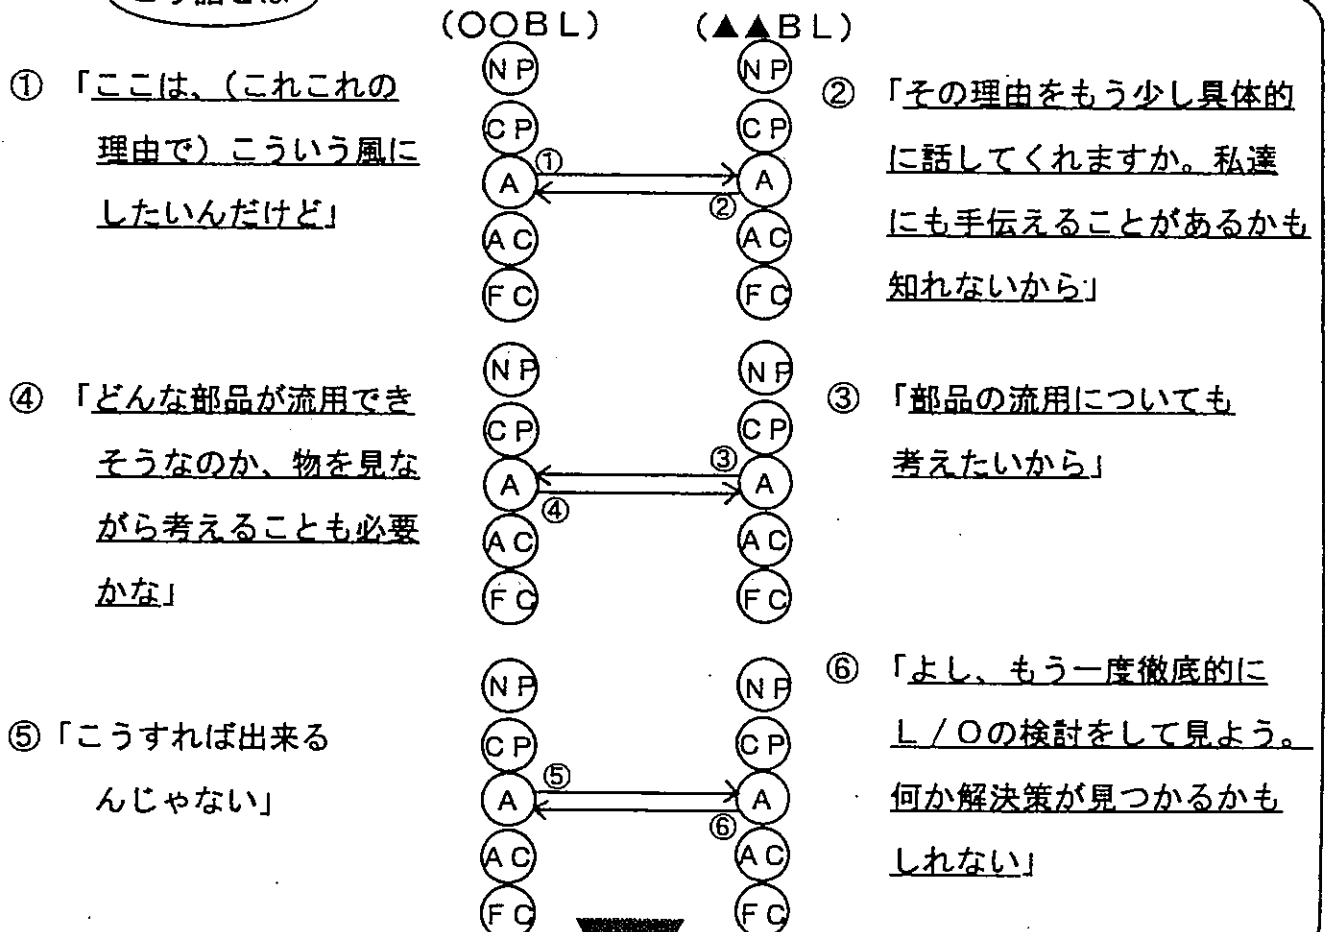 (○○BL)
(▲▲BL)
① 「ここは、(これこれの
理由で)こういう風に
したいんだけど」
NP
CP
A
AC
FC
①
②
NP
CP
A
AC
FC
② 「その理由をもう少し具体的
に話してくれますか。私達
にも手伝えることがあるかも
知れないから」
④ 「どんな部品が流用でき
そうなのか、物を見な
がら考えることも必要
かな」
NP
CP
A
AC
FC
③
④
NP
CP
A
AC
FC
③ 「部品の流用についても
考えたいから」
⑤「こうすれば出来る
んじゃない」
NP
CP
A
AC
FC
⑤
⑥
NP
CP
A
AC
FC
⑥ 「よし、もう一度徹底的に
L/Oの検討をして見よう。
何か解決策が見つかるかも
しれない」